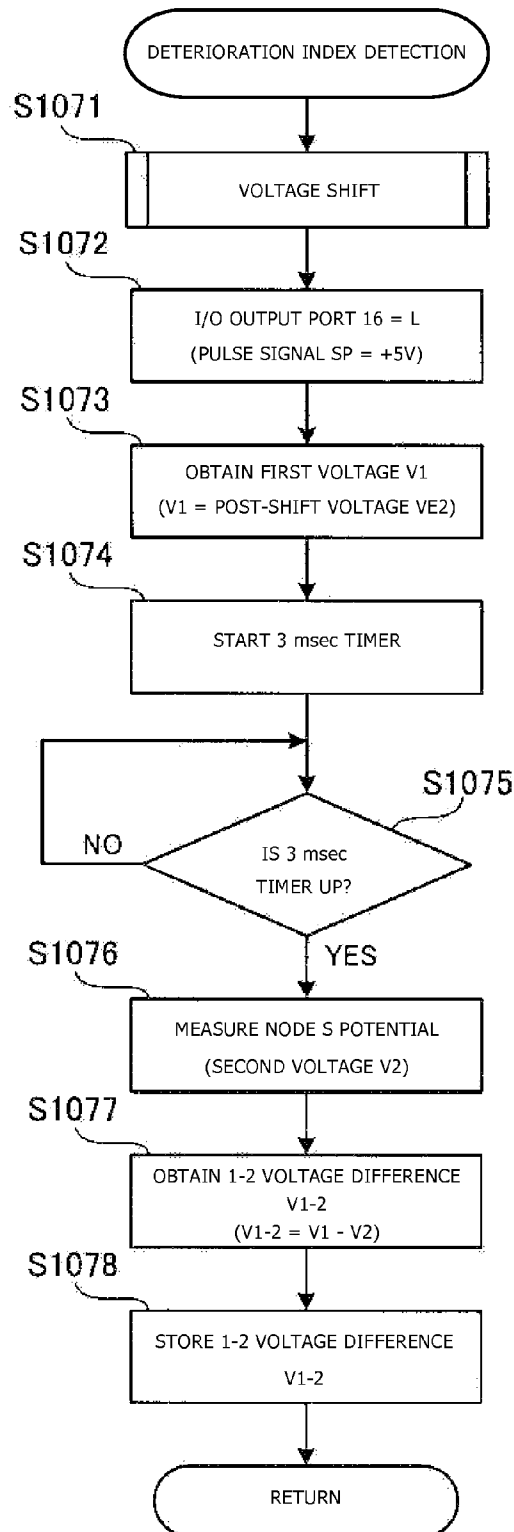 DETERIORATION INDEX DETECTION
S1071
VOLTAGE SHIFT
S1072
I/O OUTPUT PORT 16 = L
(PULSE SIGNAL SP = +5V)
S1073
OBTAIN FIRST VOLTAGE V1
(V1 = POST-SHIFT VOLTAGE VE2)
S1074
START 3 msec TIMER
S1075
IS 3 msec
TIMER UP?
NO
YES
S1076
MEASURE NODE S POTENTIAL
(SECOND VOLTAGE V2)
S1077
OBTAIN 1-2 VOLTAGE DIFFERENCE
V1-2
(V1-2 = V1 - V2)
S1078
STORE 1-2 VOLTAGE DIFFERENCE
V1-2
RETURN